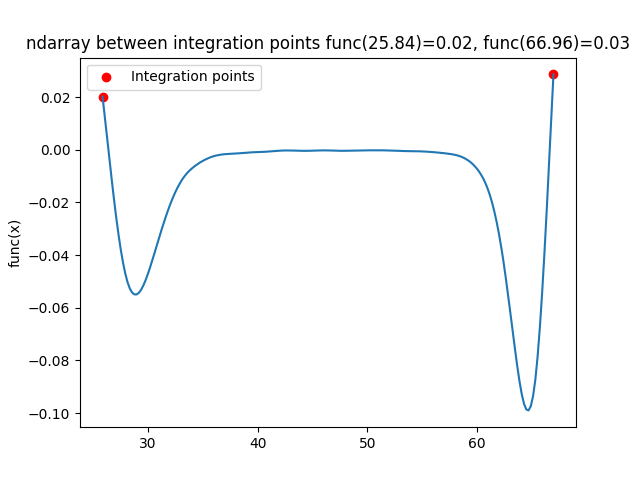 ndarray between integration points func(25.84)=0.02, func(66.96)=0.03
Integration points
func(x)
0.02
0.00
−0.02
−0.04
−0.06
−0.08
−0.10
30 40 50 60